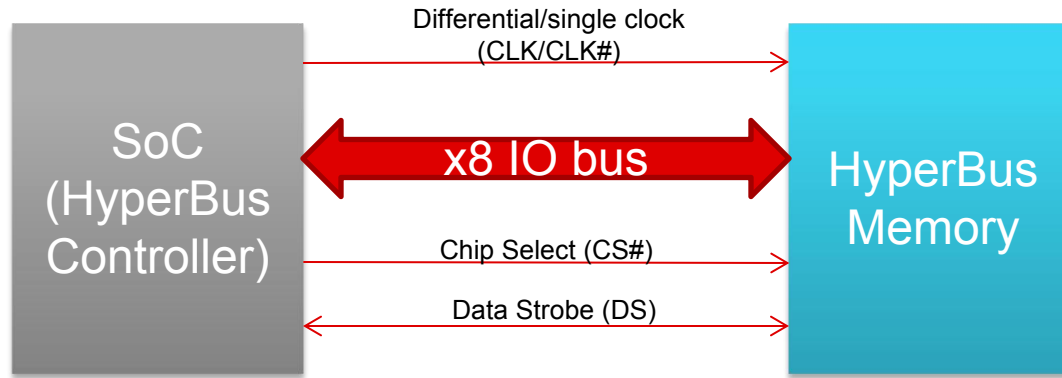 SoC
(HyperBus
Controller)
Differential/single clock
(CLK/CLK#)
x8 IO bus
Chip Select (CS#)
Data Strobe (DS)
HyperBus
Memory